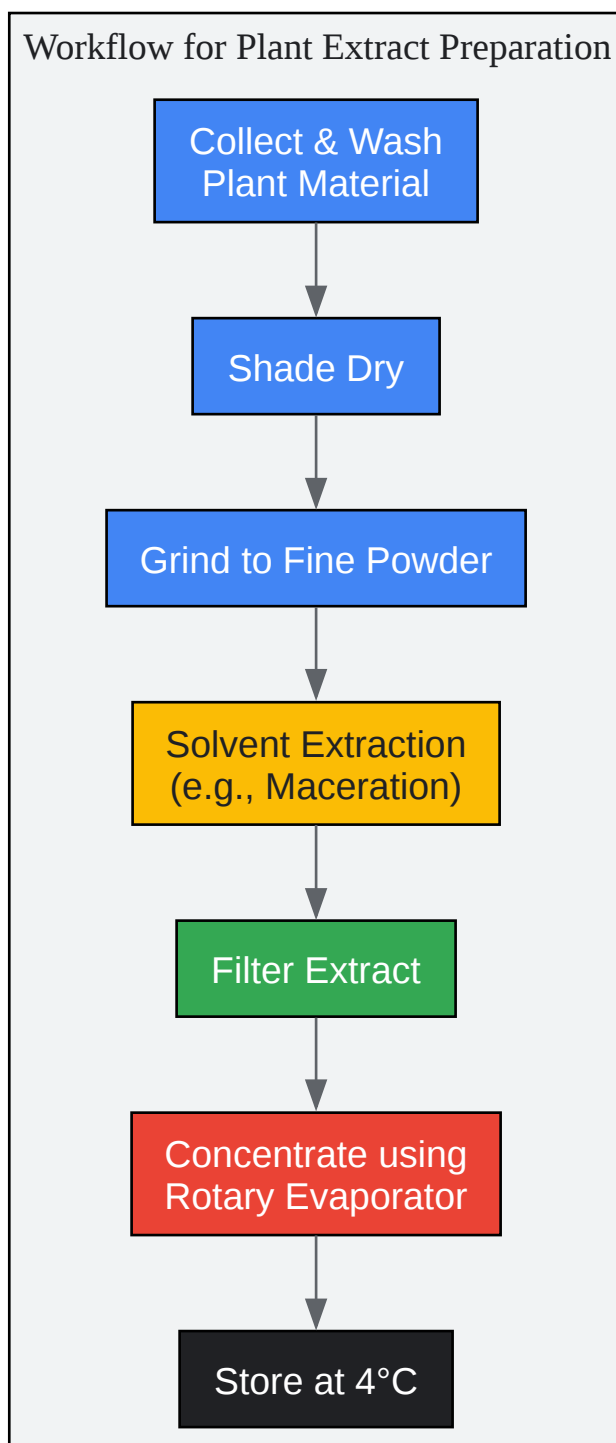 Workflow for Plant Extract Preparation
Collect & Wash
Plant Material
Shade Dry
Grind to Fine Powder
Solvent Extraction
(e.g., Maceration)
Filter Extract
Concentrate using
Rotary Evaporator
Store at 4°C